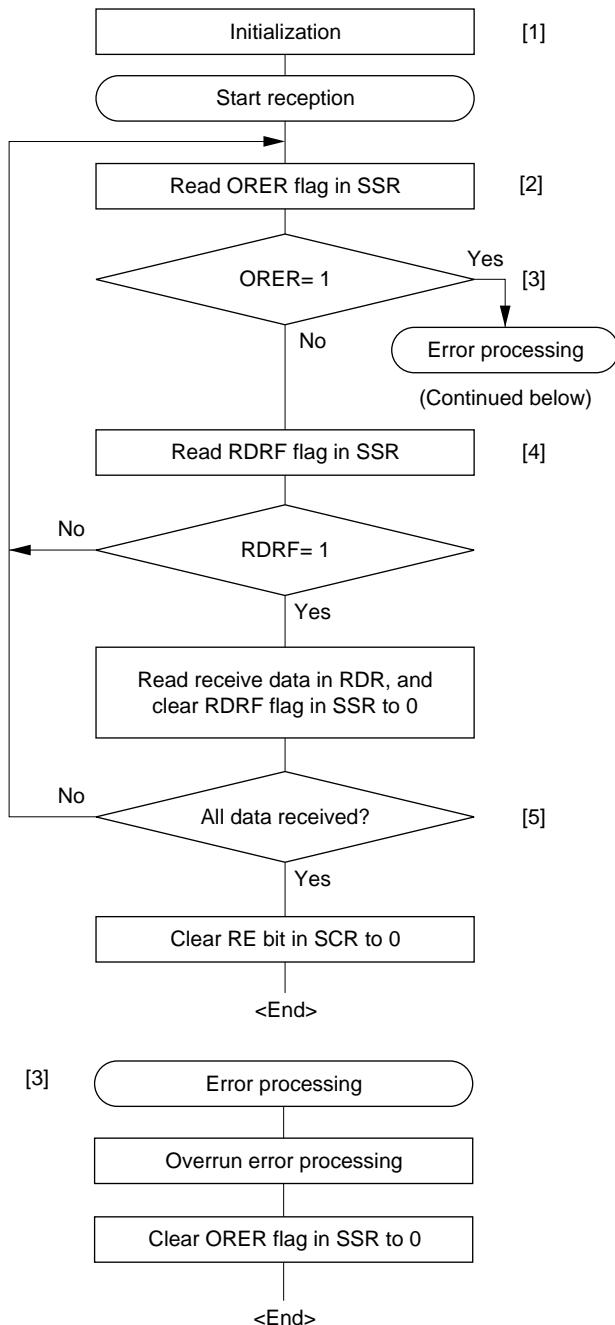 Initialization
[1]
Start reception
Read ORER flag in SSR
[2]
ORER= 1
Yes
[3]
No
Error processing
(Continued below)
Read RDRF flag in SSR
[4]
No
RDRF= 1
Yes
Read receive data in RDR, and
clear RDRF flag in SSR to 0
No
All data received?
[5]
Yes
Clear RE bit in SCR to 0
<End>
[3]
Error processing
Overrun error processing
Clear ORER flag in SSR to 0
<End>